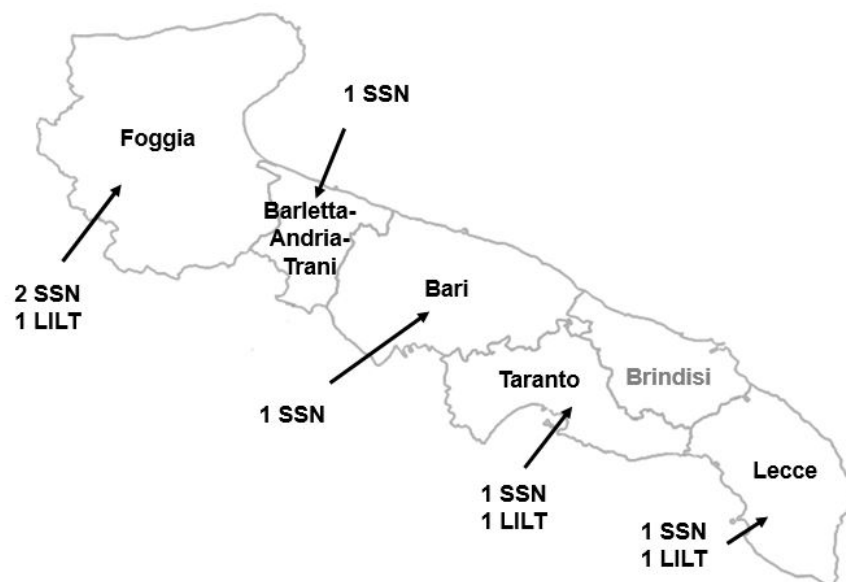 1 SSN
Foggia
Barletta-
Andria-
Trani
2 SSN
1 LILT
Bari
1 SSN
Taranto
Brindisi
1 SSN
1 LILT
Lecce
1 SSN
1 LILT